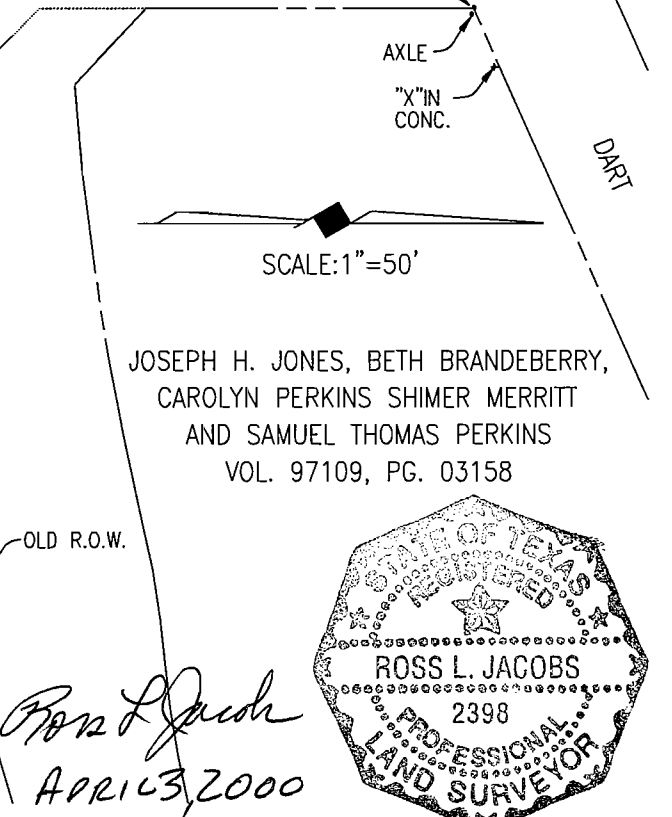 AXLE
"X"IN
CONC.
DART
SCALE:1"=50'
JOSEPH H. JONES, BETH BRANDEBERRY,
CAROLYN PERKINS SHIMER MERRITT
AND SAMUEL THOMAS PERKINS
VOL. 97109, PG. 03158
OLD R.O.W.
STATE OF TEXAS
REGISTERED
ROSS L. JACOBS
2398
PROFESSIONAL
LAND SURVEYOR
Ross L Jacobs
APRIL 3, 2000